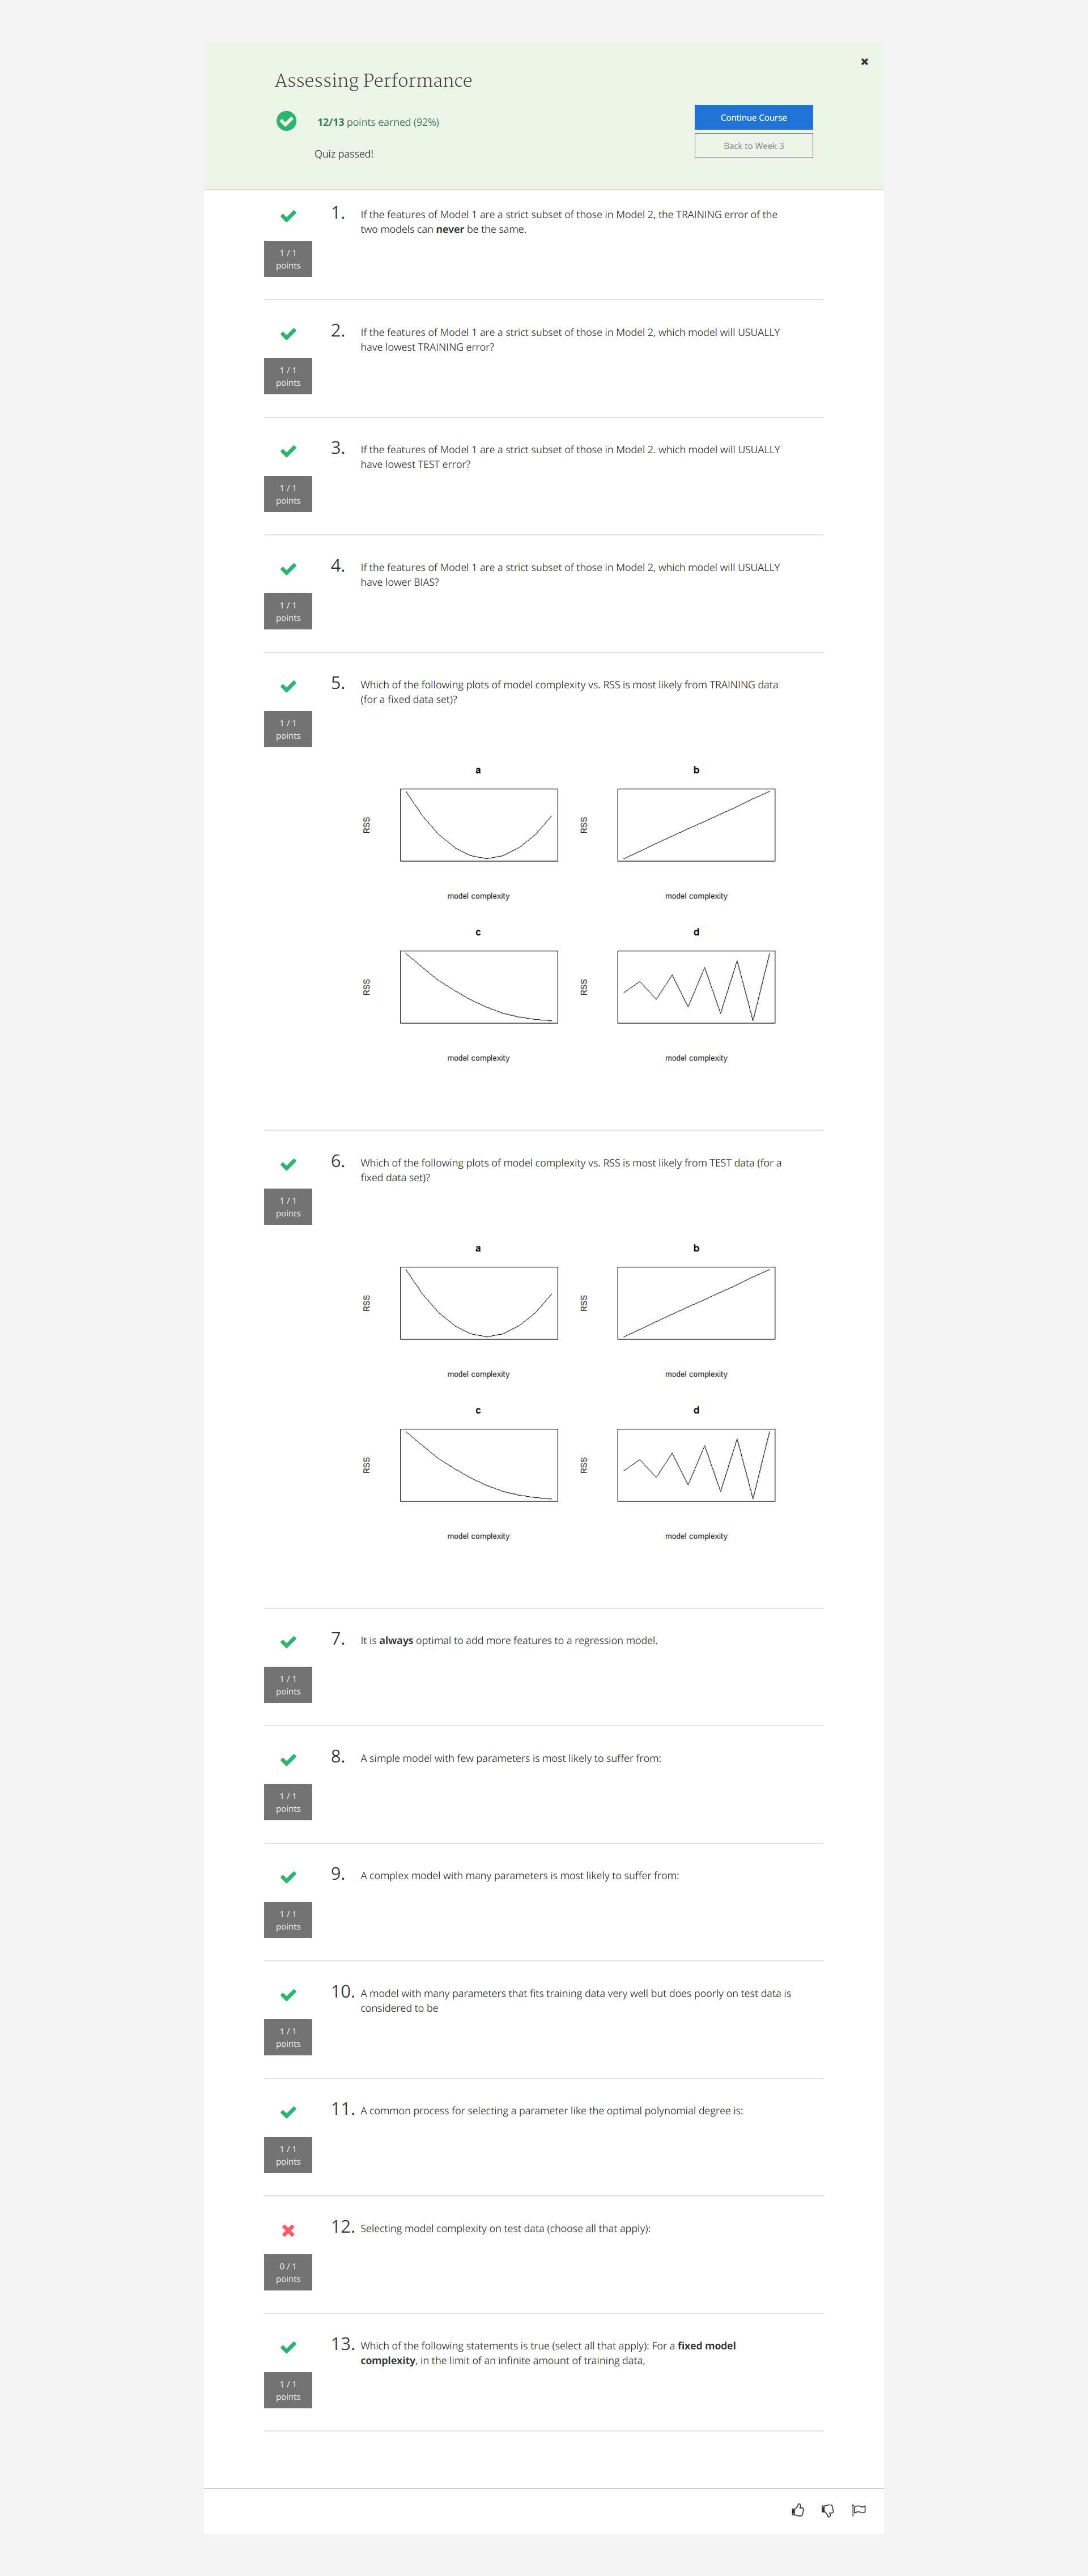 Assessing Performance
12/13 points earned (92%)
Quiz passed!
Continue Course
Back to Week 3
1. If the features of Model 1 are a strict subset of those in Model 2, the TRAINING error of the
two models can never be the same.
1 / 1
points
2. If the features of Model 1 are a strict subset of those in Model 2, which model will USUALLY
have lowest TRAINING error?
1 / 1
points
3. If the features of Model 1 are a strict subset of those in Model 2. which model will USUALLY
have lowest TEST error?
1 / 1
points
4. If the features of Model 1 are a strict subset of those in Model 2, which model will USUALLY
have lower BIAS?
1 / 1
points
5. Which of the following plots of model complexity vs. RSS is most likely from TRAINING data
(for a fixed data set)?
1 / 1
points
a
b
RSS
RSS
model complexity
model complexity
c
d
RSS
RSS
model complexity
model complexity
6. Which of the following plots of model complexity vs. RSS is most likely from TEST data (for a
fixed data set)?
1 / 1
points
a
b
RSS
RSS
model complexity
model complexity
c
d
RSS
RSS
model complexity
model complexity
7. It is always optimal to add more features to a regression model.
1 / 1
points
8. A simple model with few parameters is most likely to suffer from:
1 / 1
points
9. A complex model with many parameters is most likely to suffer from:
1 / 1
points
10. A model with many parameters that fits training data very well but does poorly on test data is
considered to be
1 / 1
points
11. A common process for selecting a parameter like the optimal polynomial degree is:
1 / 1
points
12. Selecting model complexity on test data (choose all that apply):
0 / 1
points
13. Which of the following statements is true (select all that apply): For a fixed model
complexity, in the limit of an infinite amount of training data,
1 / 1
points